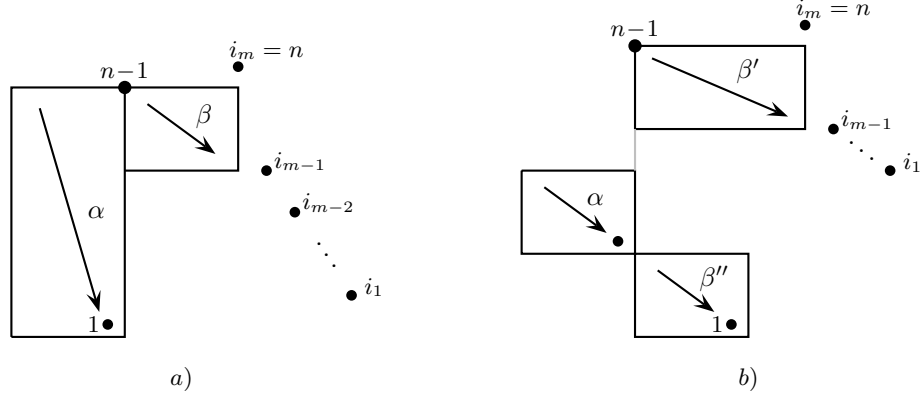 i_m = n
n−1
β
i_{m−1}
α
i_{m−2}
⋱
1
i_1
a)
i_m = n
n−1
β′
i_{m−1}
⋱
i_1
α
β′′
1
b)